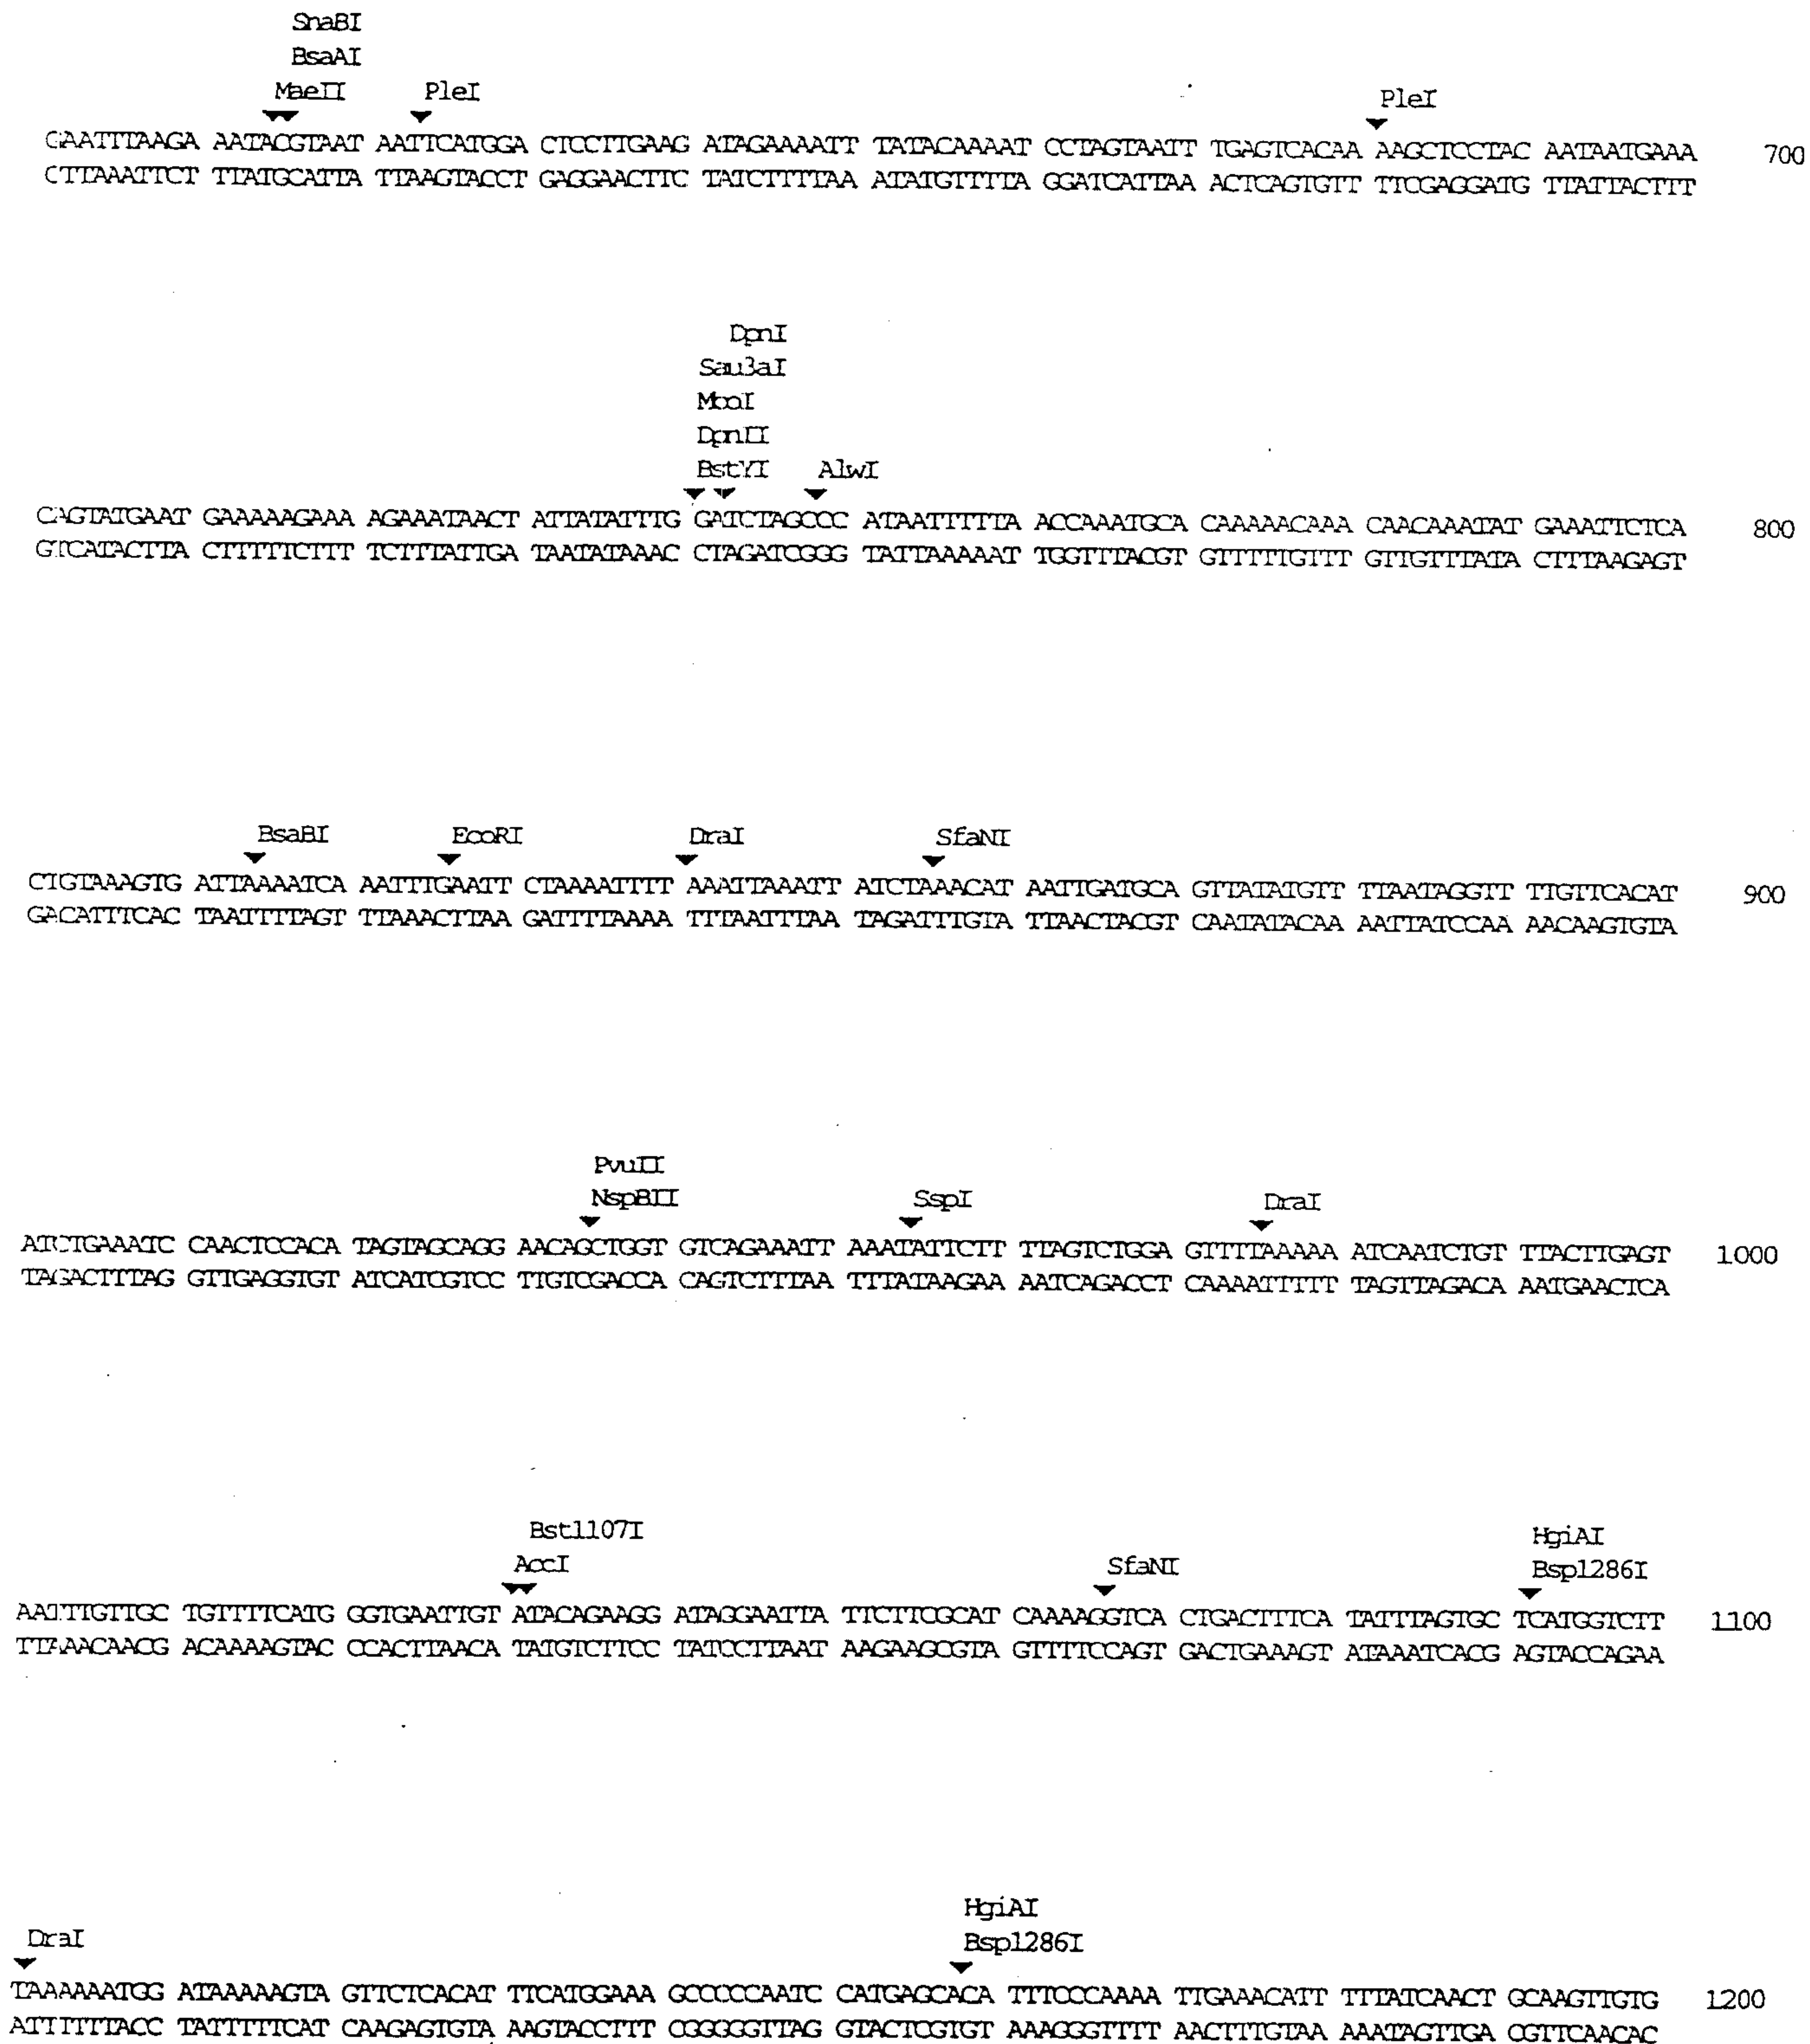 SnaBI
BsaAI
MaeII PleI PleI
GAATTTAAGA AATACGTAAT AATTCATGGA CTCCTTGAAG ATAGAAAATT TATACAAAAT CCTAGTAATT TGAGTCACAA AAGCTCCTAC AATAATGAAA 700
CTTAAATTCT TTATGCATTA TTAAGTACCT GAGGAACTTC TATCTTTTAA ATATGTTTTA GGATCATTAA ACTCAGTGTT TTCGAGGATG TTATTACTTT
DpnI
Sau3aI
MboI
DpnII
BstYI AlwI
CAGTATGAAT GAAAAAGAAA AGAAATAACT ATTATATTTG GATCTAGCCC ATAATTTTTA ACCAAATGCA CAAAAACAAA CAACAAATAT GAAATTCTCA 800
GTCATACTTA CTTTTTCTTT TCTTTATTGA TAATATAAAC CTAGATCGGG TATTAAAAAT TGGTTTACGT GTTTTTGTTT GTTGTTTATA CTTTAAGAGT
BsaBI EcoRI DraI SfaNI
CTGTAAAGTG ATTAAAATCA AATTTGAATT CTAAAATTTT AAATTAAATT ATCTAAACAT AATTGATGCA GTTATATGTT TTAATAGGTT TTGTTCACAT 900
GACATTTCAC TAATTTTAGT TTAAACTTAA GATTTTAAAA TTTAATTTAA TAGATTTGTA TTAACTACGT CAATATACAA AATTATCCAA AACAAGTGTA
PvuII
NspBII SspI DraI
ATCTGAAATC CAACTCCACA TAGTAGCAGG AACAGCTGGT GTCAGAAATT AAATATTCTT TTAGTCTGGA GTTTTAAAAA ATCAATCTGT TTACTTGAGT 1000
TAGACTTTAG GTTGAGGTGT ATCATCGTCC TTGTCGACCA CAGTCTTTAA TTTATAAGAA AATCAGACCT CAAAATTTTT TAGTTAGACA AATGAACTCA
Bst1107I HgiAI
AccI SfaNI Bsp1286I
AATTTGTTGC TGTTTTTCATG GGTGAATTGT ATACAGAAGG ATAGGAATTA TTCTTCGCAT CAAAAGGTCA CTGACTTTCA TATTTAGTGC TCATGGTCTT 1100
TTAAACAACG ACAAAAGTAC CCACTTAACA TATGTCTTCC TATCCTTAAT AAGAAGCGTA GTTTTCCAGT GACTGAAAGT ATAAATCACG AGTACCAGAA
HgiAI
DraI Bsp1286I
TAAAAAATGG ATAAAAAGTA GTTCTCACAT TTCATGGAAA GCCCCCAATC CATGAGCACA TTTCCCAAAA TTGAAACATT TTTATCAACT GCAAGTTGTG 1200
ATTTTTTACC TATTTTTCAT CAAGAGTGTA AAGTACCTTT CGGGGGTTAG GTACTCGTGT AAAGGGTTTT AACTTTGTAA AAATAGTTGA CGTTCAACAC